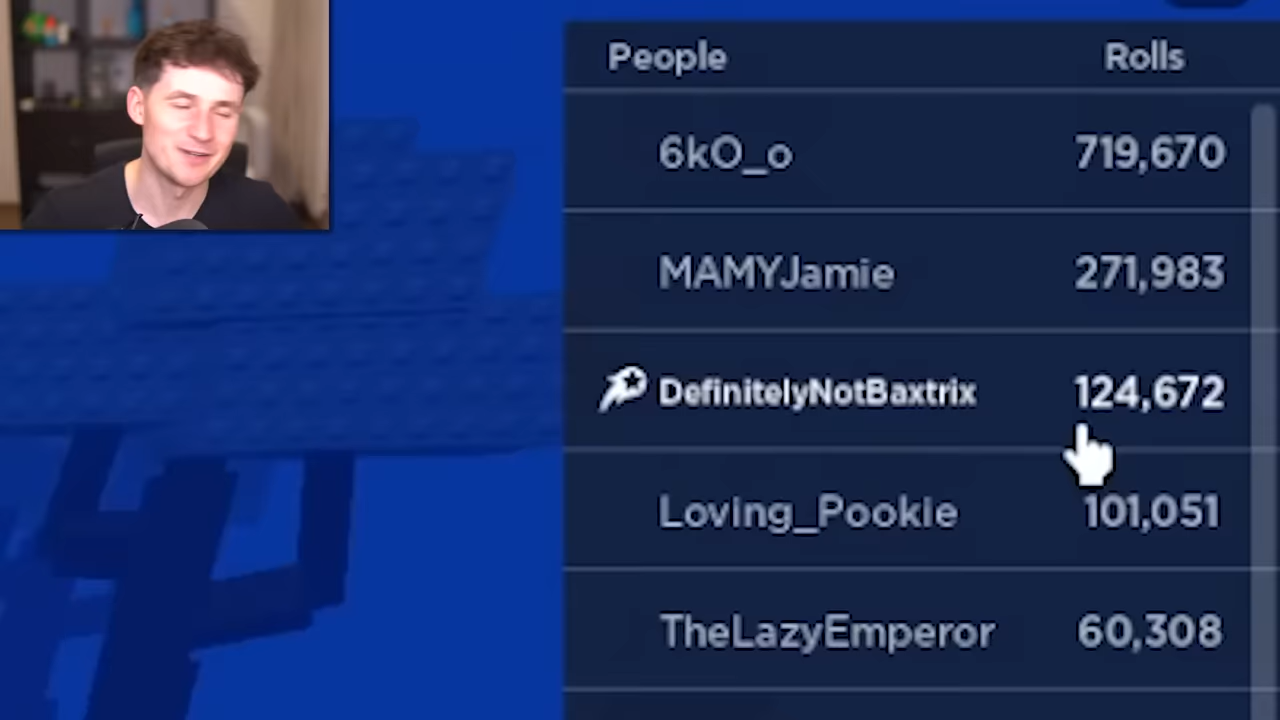 People Rolls
6kO_o 719,670
MAMYJamie 271,983
DefinitelyNotBaxtrix 124,672
Loving_Pookie 101,051
TheLazyEmperor 60,308